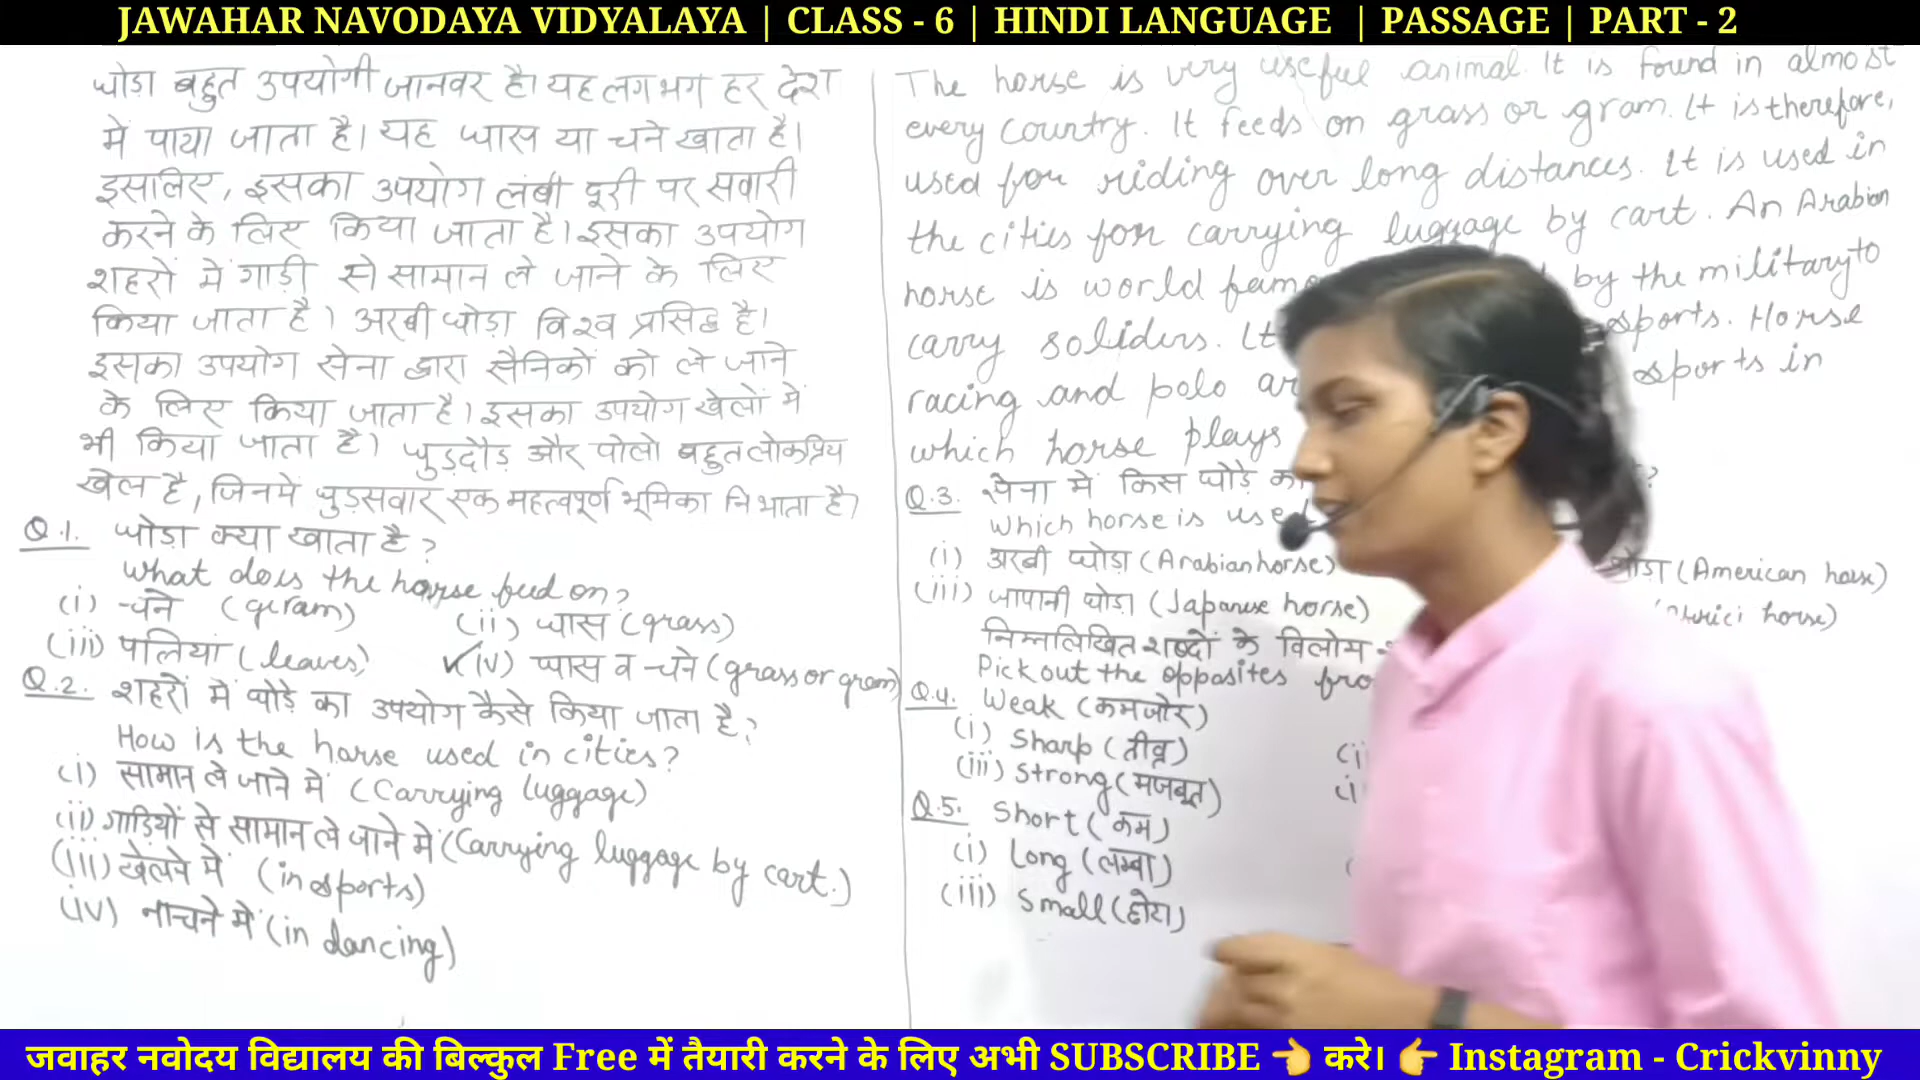 JAWAHAR NAVODAYA VIDYALAYA | CLASS - 6 | HINDI LANGUAGE | PASSAGE | PART - 2
घोड़ा बहुत उपयोगी जानवर है। यह लगभग हर देश
में पाया जाता है। यह घास या चने खाता है।
इसलिए, इसका उपयोग लंबी दूरी पर सवारी
करने के लिए किया जाता है। इसका उपयोग
शहरों में गाड़ी से सामान ले जाने के लिए
किया जाता है। अरबी घोड़ा विश्व प्रसिद्ध है।
इसका उपयोग सेना द्वारा सैनिकों को ले जाने
के लिए किया जाता है। इसका उपयोग खेलों में
भी किया जाता है। घुड़दौड़ और पोलो बहुत लोकप्रिय
खेल है, जिनमें घुड़सवार एक महत्वपूर्ण भूमिका निभाता है।
Q.1. घोड़ा क्या खाता है?
What does the horse feed on?
(i) चने (gram) (ii) घास (grass)
(iii) पत्तियां (leaves) ✓(iv) घास व चने (grass or gram)
Q.2. शहरों में घोड़े का उपयोग कैसे किया जाता है?
How is the horse used in cities?
(i) सामान ले जाने में (Carrying luggage)
(ii) गाड़ियों से सामान ले जाने में (Carrying luggage by cart.)
(iii) खेलने में (in sports)
(iv) नाचने में (in dancing)
The horse is very useful animal. It is found in almost
every country. It feeds on grass or gram. It is therefore,
used for riding over long distances. It is used in
the cities for carrying luggage by cart. An Arabian
horse is world by the military to
carry soliders. It sports. Horse
racing and polo sports in
which horse plays
Q.3. सेना में किस घोड़े का ?
Which horse is used
(i) अरबी घोड़ा (Arabian horse) घोड़ा (American horse)
(iii) जापानी घोड़ा (Japanese horse) horse)
निम्नलिखित शब्दों के विलोम
Pick out the opposites
Q.4. Weak (कमजोर)
(i) Sharp (तीव्र)
(iii) Strong (मजबूत)
Q.5. Short (कम)
(i) Long (लम्बा)
(iii) Small (छोटा)
जवाहर नवोदय विद्यालय की बिल्कुल Free में तैयारी करने के लिए अभी SUBSCRIBE 👈 करे। 👉 Instagram - Crickvinny